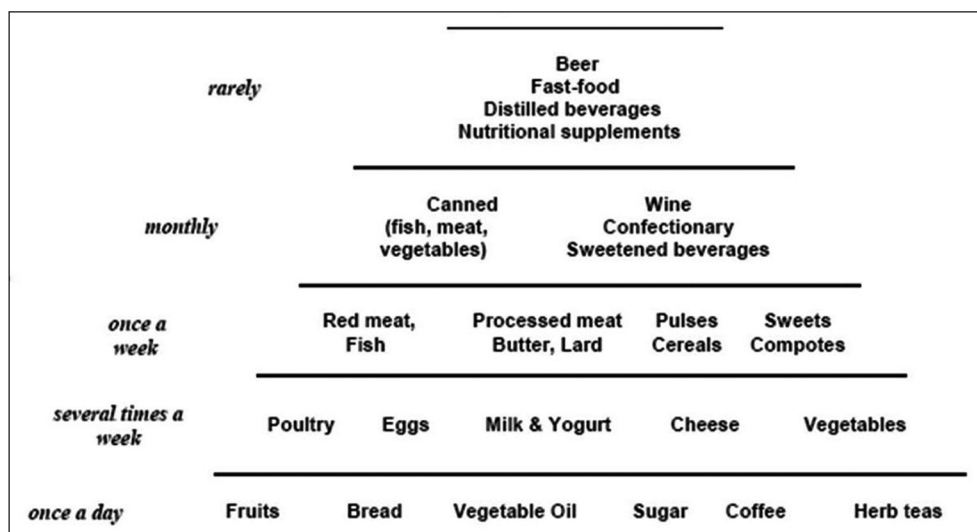 rarely
Beer
Fast-food
Distilled beverages
Nutritional supplements
monthly
Canned
(fish, meat,
vegetables)
Wine
Confectionary
Sweetened beverages
once a
week
Red meat,
Fish
Processed meat
Butter, Lard
Pulses
Cereals
Sweets
Compotes
several times a
week
Poultry
Eggs
Milk & Yogurt
Cheese
Vegetables
once a day
Fruits
Bread
Vegetable Oil
Sugar
Coffee
Herb teas